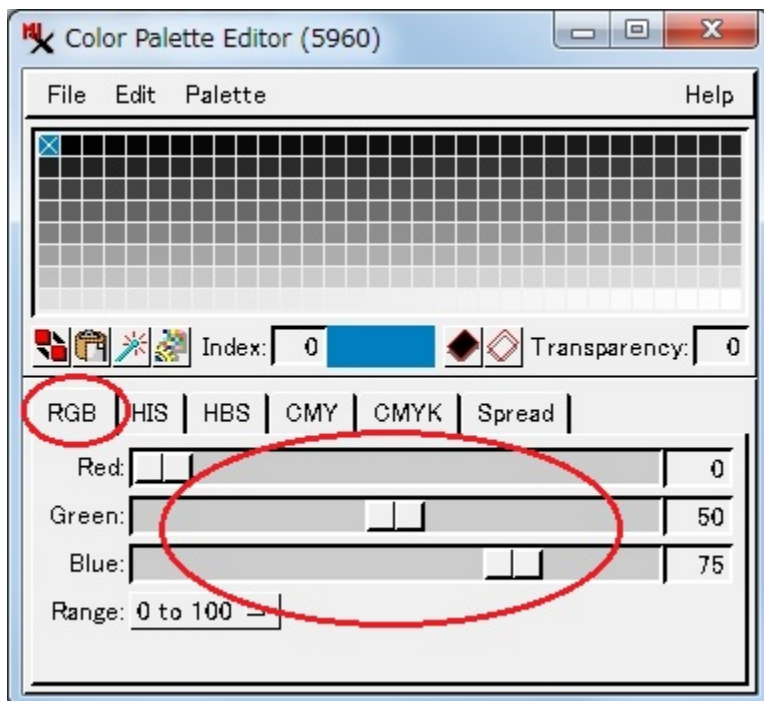 Color Palette Editor (5960)
File Edit Palette Help
Index: 0 Transparency: 0
RGB HIS HBS CMY CMYK Spread
Red: 0
Green: 50
Blue: 75
Range: 0 to 100